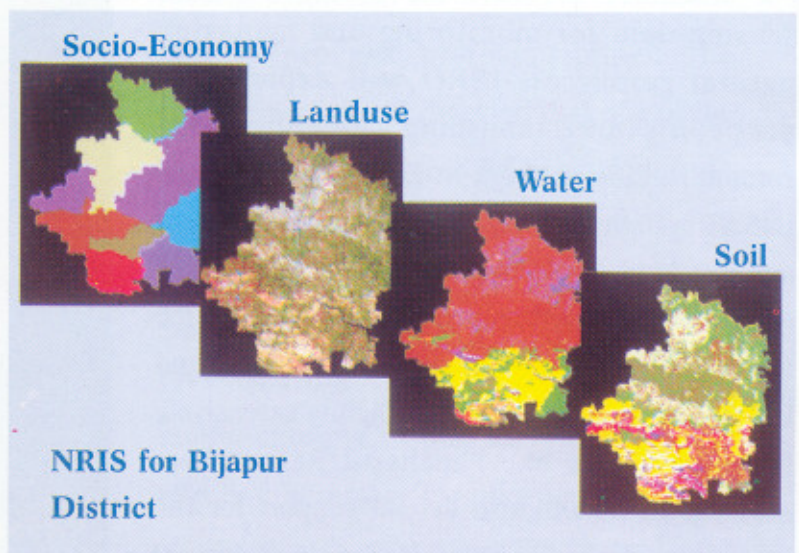 Socio-Economy
Landuse
Water
Soil
NRIS for Bijapur
District